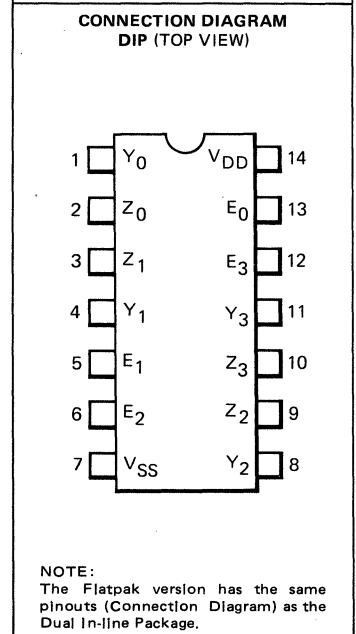 CONNECTION DIAGRAM
DIP (TOP VIEW)
1 Y0 VDD 14
2 Z0 E0 13
3 Z1 E3 12
4 Y1 Y3 11
5 E1 Z3 10
6 E2 Z2 9
7 VSS Y2 8
NOTE:
The Flatpak version has the same
pinouts (Connection Diagram) as the
Dual In-line Package.